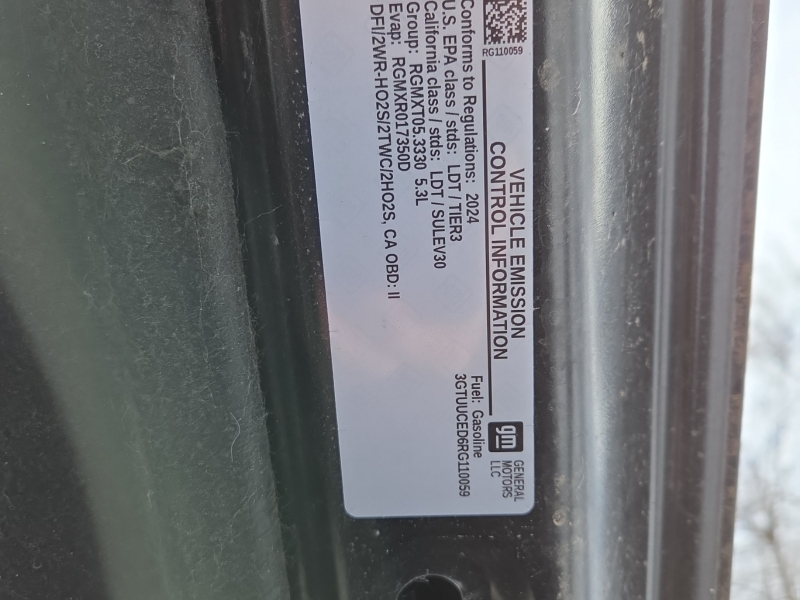 RG110059
VEHICLE EMISSION
CONTROL INFORMATION
gm
GENERAL
MOTORS
LLC
Conforms to Regulations: 2024
U.S. EPA class / stds: LDT / TIER3
California class / stds: LDT / SULEV30
Group: RGMXT05.3330 5.3L
Evap: RGMXR017350D
DFI/2WR-HO2S/2TWC/2HO2S, CA OBD: II
Fuel: Gasoline
3GTUUCED6RG110059